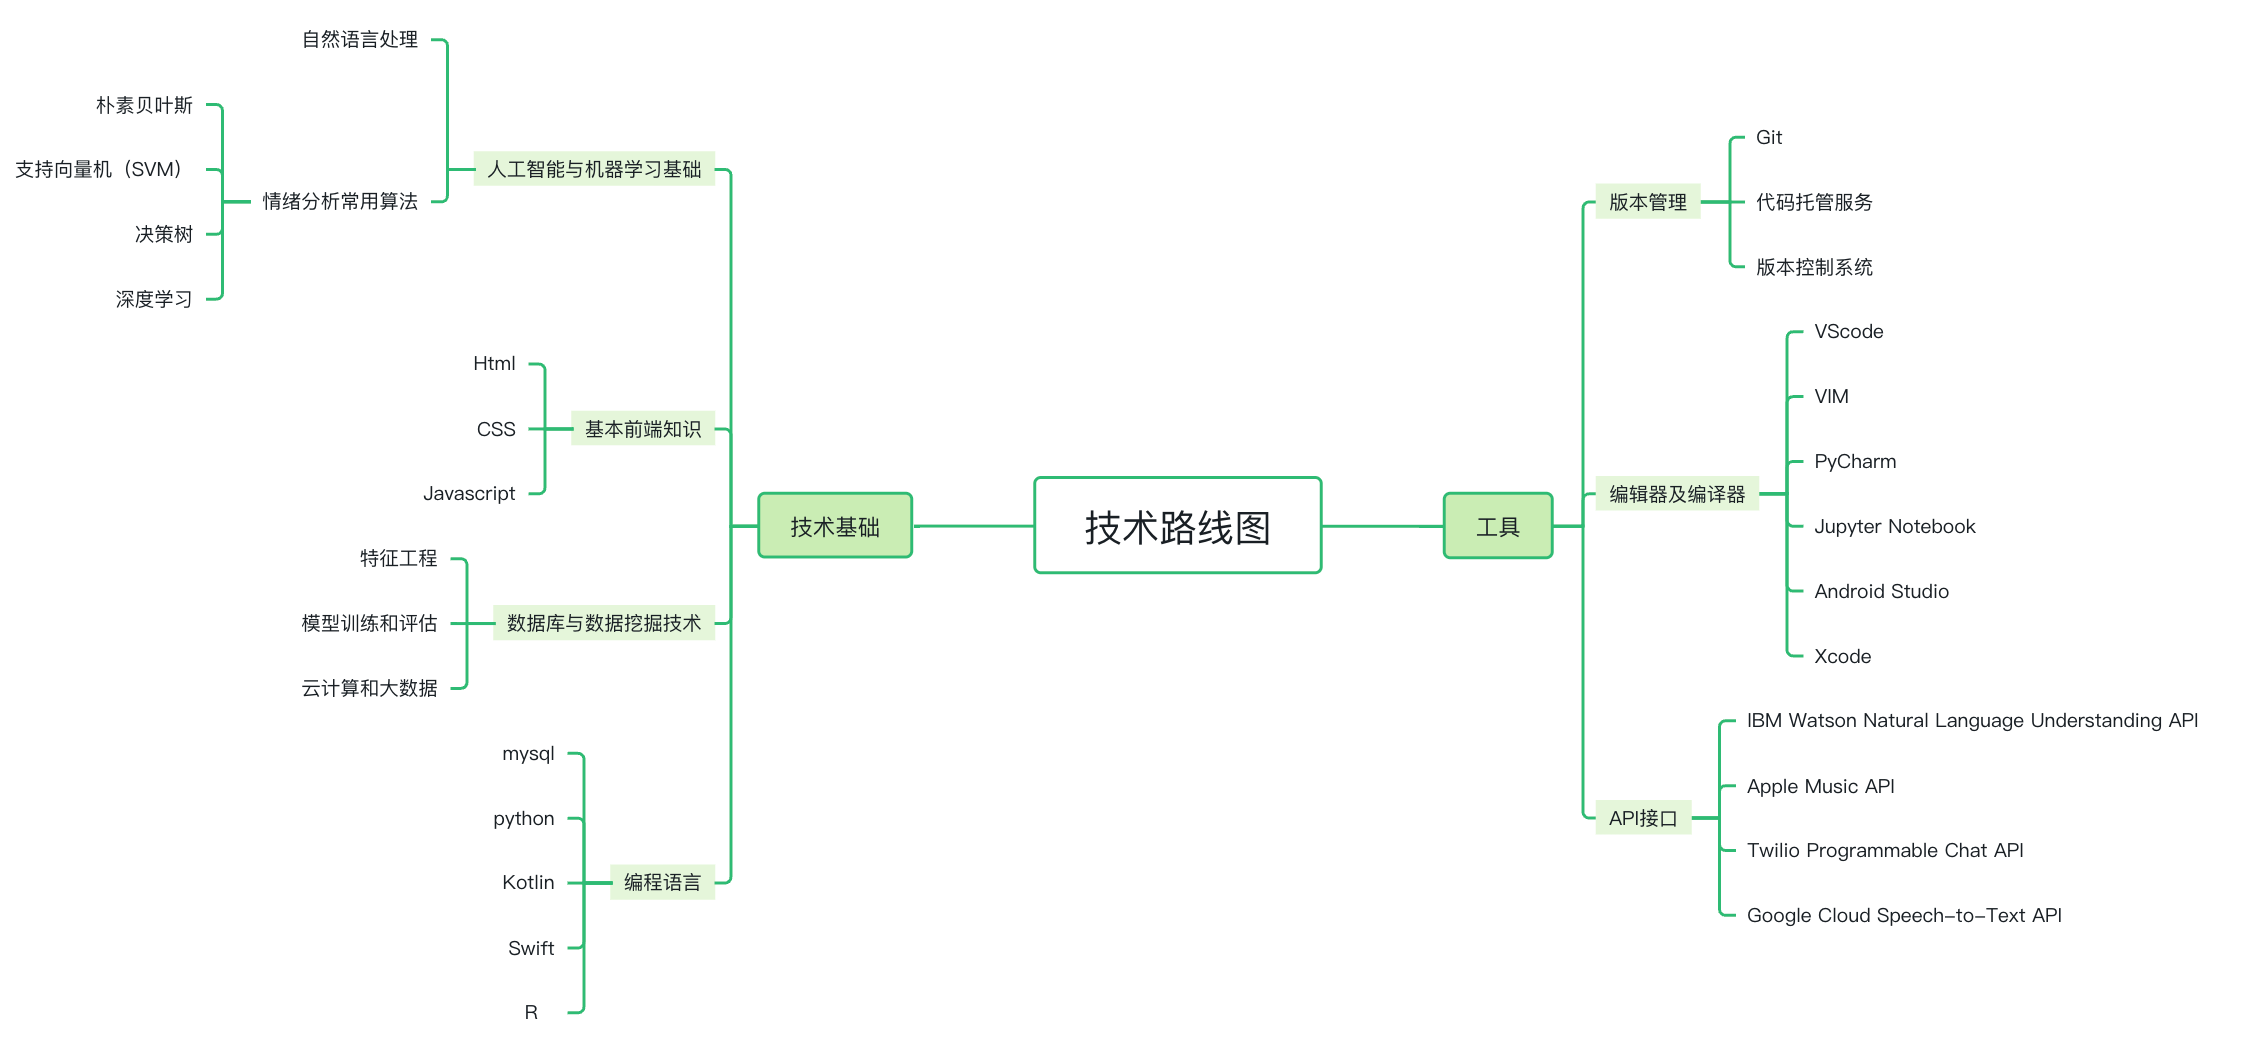 技术路线图
技术基础
人工智能与机器学习基础
自然语言处理
情绪分析常用算法
朴素贝叶斯
支持向量机（SVM）
决策树
深度学习
基本前端知识
Html
CSS
Javascript
数据库与数据挖掘技术
特征工程
模型训练和评估
云计算和大数据
编程语言
mysql
python
Kotlin
Swift
R
工具
版本管理
Git
代码托管服务
版本控制系统
编辑器及编译器
VScode
VIM
PyCharm
Jupyter Notebook
Android Studio
Xcode
API接口
IBM Watson Natural Language Understanding API
Apple Music API
Twilio Programmable Chat API
Google Cloud Speech-to-Text API